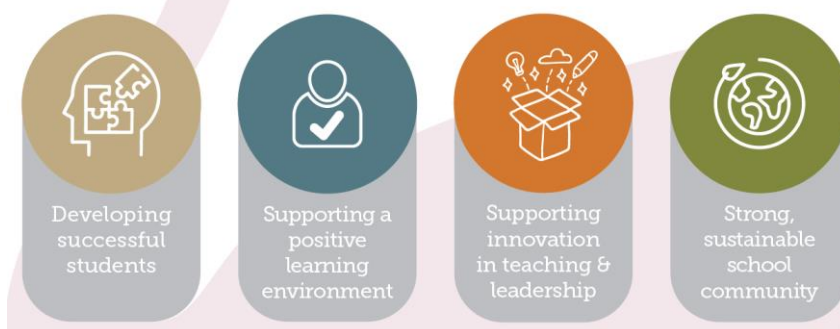 Developing
successful
students
Supporting a
positive
learning
environment
Supporting
innovation
in teaching &
leadership
Strong,
sustainable
school
community